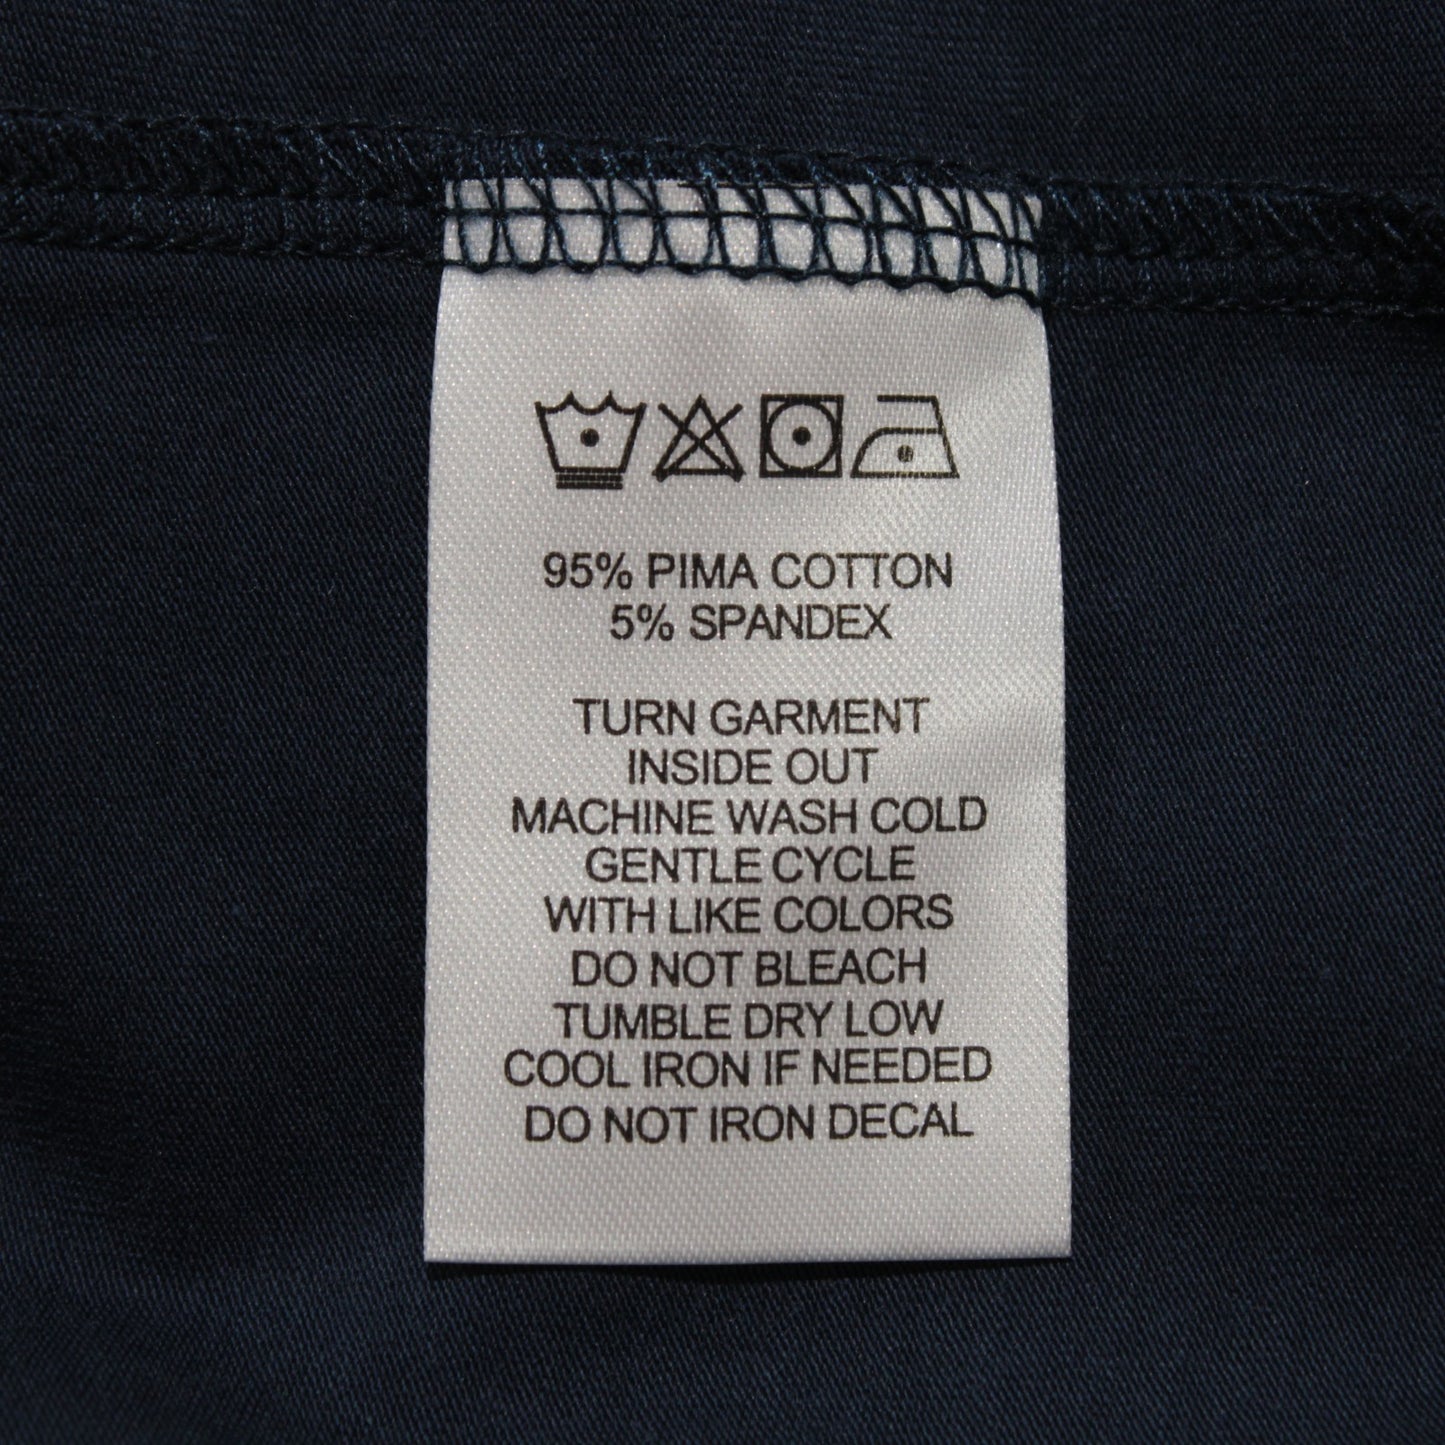 95% PIMA COTTON
5% SPANDEX
TURN GARMENT
INSIDE OUT
MACHINE WASH COLD
GENTLE CYCLE
WITH LIKE COLORS
DO NOT BLEACH
TUMBLE DRY LOW
COOL IRON IF NEEDED
DO NOT IRON DECAL